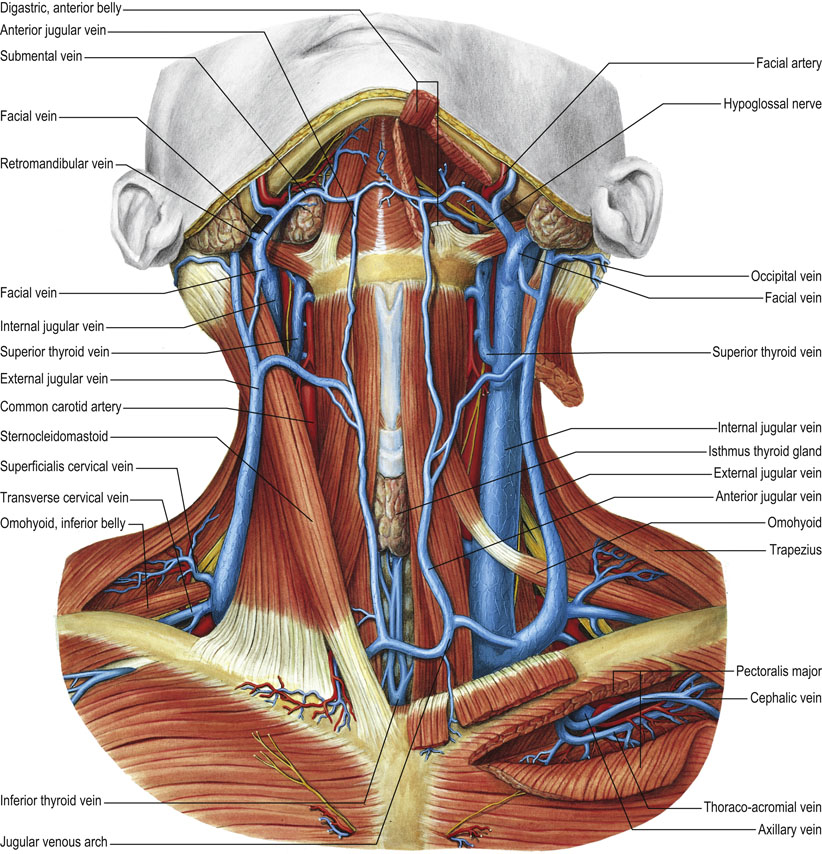 Digastric, anterior belly
Anterior jugular vein
Submental vein
Facial vein
Retromandibular vein
Facial vein
Internal jugular vein
Superior thyroid vein
External jugular vein
Common carotid artery
Sternocleidomastoid
Superficialis cervical vein
Transverse cervical vein
Omohyoid, inferior belly
Inferior thyroid vein
Jugular venous arch
Facial artery
Hypoglossal nerve
Occipital vein
Facial vein
Superior thyroid vein
Internal jugular vein
Isthmus thyroid gland
External jugular vein
Anterior jugular vein
Omohyoid
Trapezius
Pectoralis major
Cephalic vein
Thoraco-acromial vein
Axillary vein